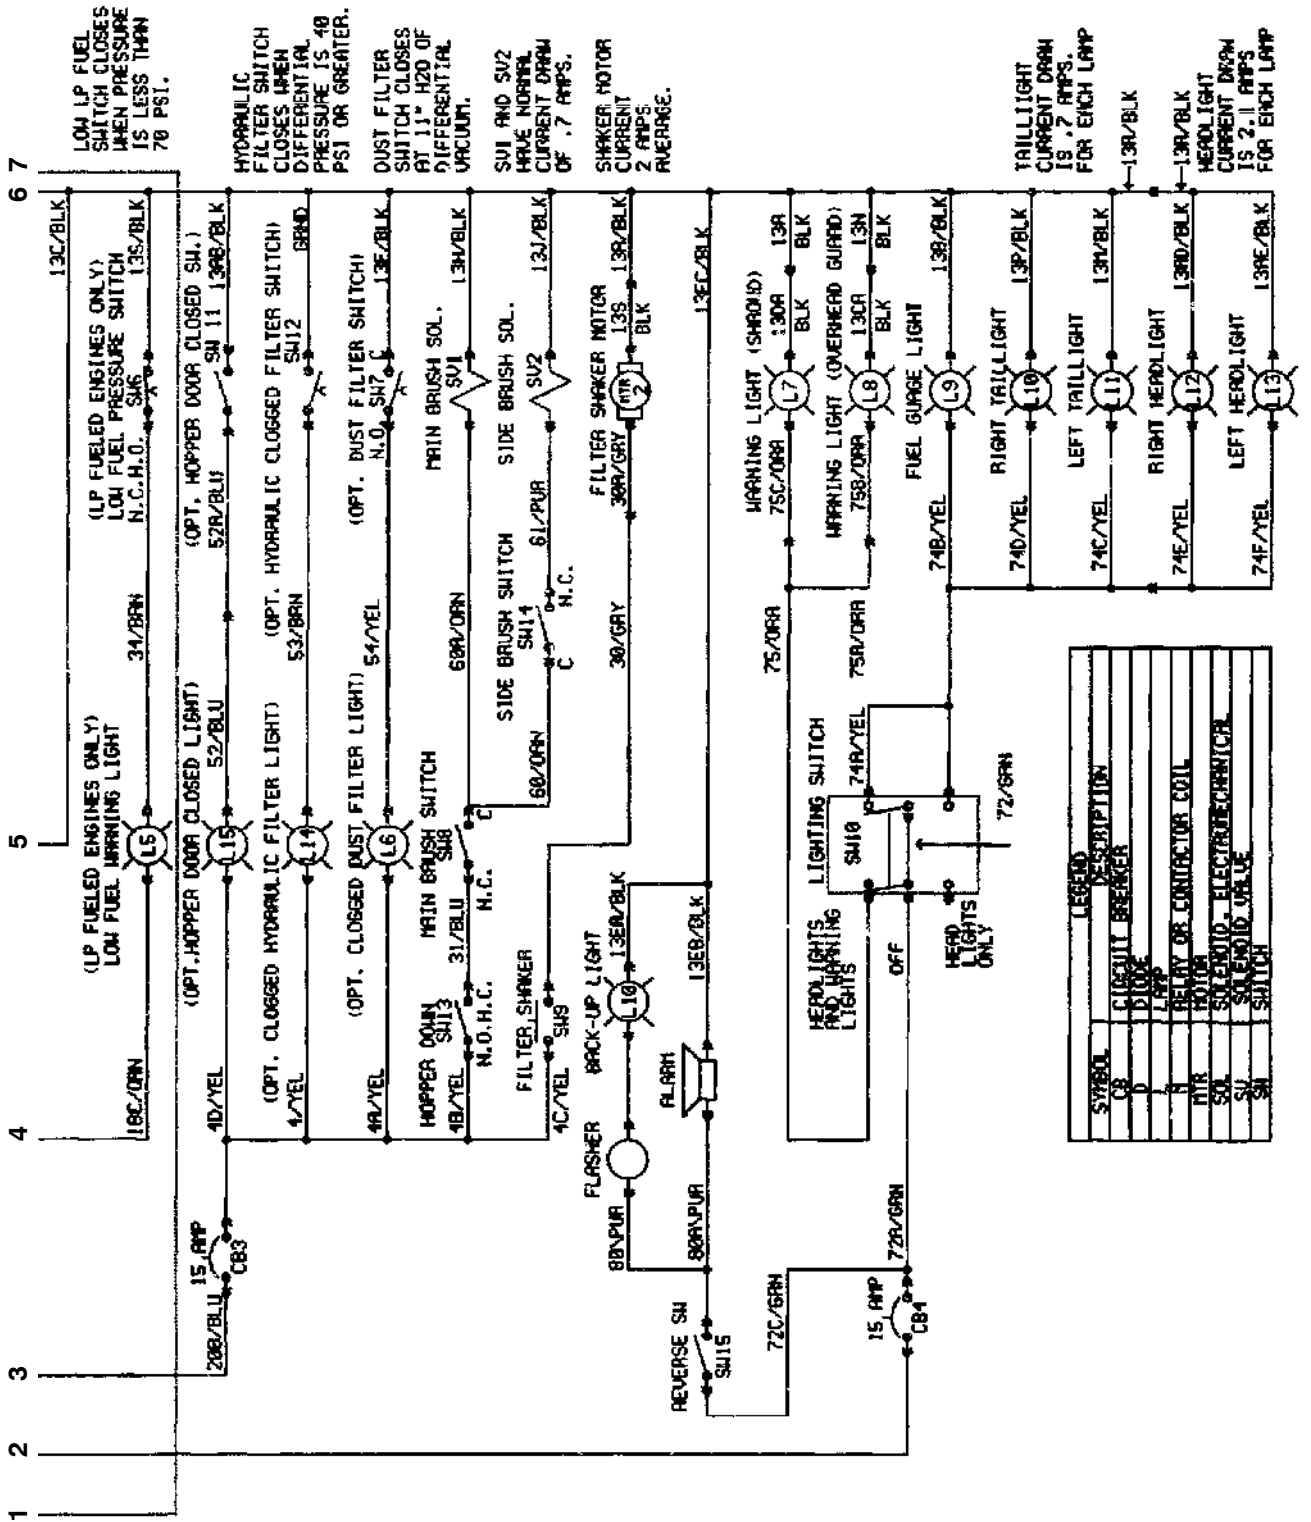 1
2
3
4
5
6 7
LOW LP FUEL
SWITCH CLOSES
WHEN PRESSURE
IS LESS THAN
70 PSI.
HYDRAULIC
FILTER SWITCH
CLOSES WHEN
DIFFERENTIAL
PRESSURE IS 40
PSI OR GREATER.
DUST FILTER
SWITCH CLOSES
AT 11" H2O OF
DIFFERENTIAL
VACUUM.
SV1 AND SV2
HAVE NORMAL
CURRENT DRAW
OF .7 AMPS.
SHAKER MOTOR
CURRENT
2 AMPS
AVERAGE.
TAILLIGHT
CURRENT DRAW
IS .7 AMPS.
FOR EACH LAMP
13A/BLK
13A/BLK
HEADLIGHT
CURRENT DRAW
IS 2.11 AMPS
FOR EACH LAMP
13C/BLK
(LP FUELED ENGINES ONLY)
LOW FUEL WARNING LIGHT
18C/ORN
L5
34/BRN
(LP FUELED ENGINES ONLY)
LOW FUEL PRESSURE SWITCH
N.C.H.O. SW6
13S/BLK
20B/BLU
15 AMP
CB3
(OPT. HOPPER DOOR CLOSED LIGHT)
4D/YEL
L15
52/BLU
(OPT. HOPPER DOOR CLOSED SW.)
52A/BLU
SW 11
13AB/BLK
(OPT. CLOGGED HYDRAULIC FILTER LIGHT)
4/YEL
L14
53/BRN
(OPT. HYDRAULIC CLOGGED FILTER SWITCH)
SW12
GRND
(OPT. CLOGGED DUST FILTER LIGHT)
4A/YEL
L6
54/YEL
(OPT. DUST FILTER SWITCH)
N.O. SW7 C
13E/BLK
HOPPER DOWN
SW13
4B/YEL
N.O.H.C.
31/BLU
MAIN BRUSH SWITCH
SW8
N.C.
C
60A/ORN
MAIN BRUSH SOL.
SV1
13H/BLK
60/ORN
SIDE BRUSH SWITCH
SW14
C
N.C.
61/PUR
SIDE BRUSH SOL.
SV2
13J/BLK
FILTER SHAKER
4C/YEL
SW9
30/GRY
30A/GRY
FILTER SHAKER MOTOR
MTR
2
13S
BLK
13R/BLK
FLASHER
BACK-UP LIGHT
80\PUR
L10
13EA/BLK
ALARM
80A\PUR
13EB/BLK
13EC/BLK
REVERSE SW
SW15
72C/GRN
15 AMP
CB4
72A/GRN
HEADLIGHTS
AND WARNING
LIGHTS
OFF
HEAD
LIGHTS
ONLY
LIGHTING SWITCH
SW10
74A/YEL
72/GRN
75/ORA
75A/ORA
WARNING LIGHT (SHROUD)
75C/ORA
L7
13DA
BLK
13A
BLK
WARNING LIGHT (OVERHEAD GUARD)
75B/ORA
L8
13CA
BLK
13N
BLK
FUEL GUAGE LIGHT
74B/YEL
L9
13B/BLK
RIGHT TAILLIGHT
74D/YEL
L10
13P/BLK
LEFT TAILLIGHT
74C/YEL
L11
13M/BLK
RIGHT HEADLIGHT
74E/YEL
L12
13AD/BLK
LEFT HEADLIGHT
74F/YEL
L13
13AE/BLK
LEGEND
SYMBOL DESCRIPTION
CB CIRCUIT BREAKER
D DIODE
L LAMP
M RELAY OR CONTACTOR COIL
MTR MOTOR
SOL SOLENOID, ELECTROMECHANICAL
SV SOLENOID VALVE
SW SWITCH